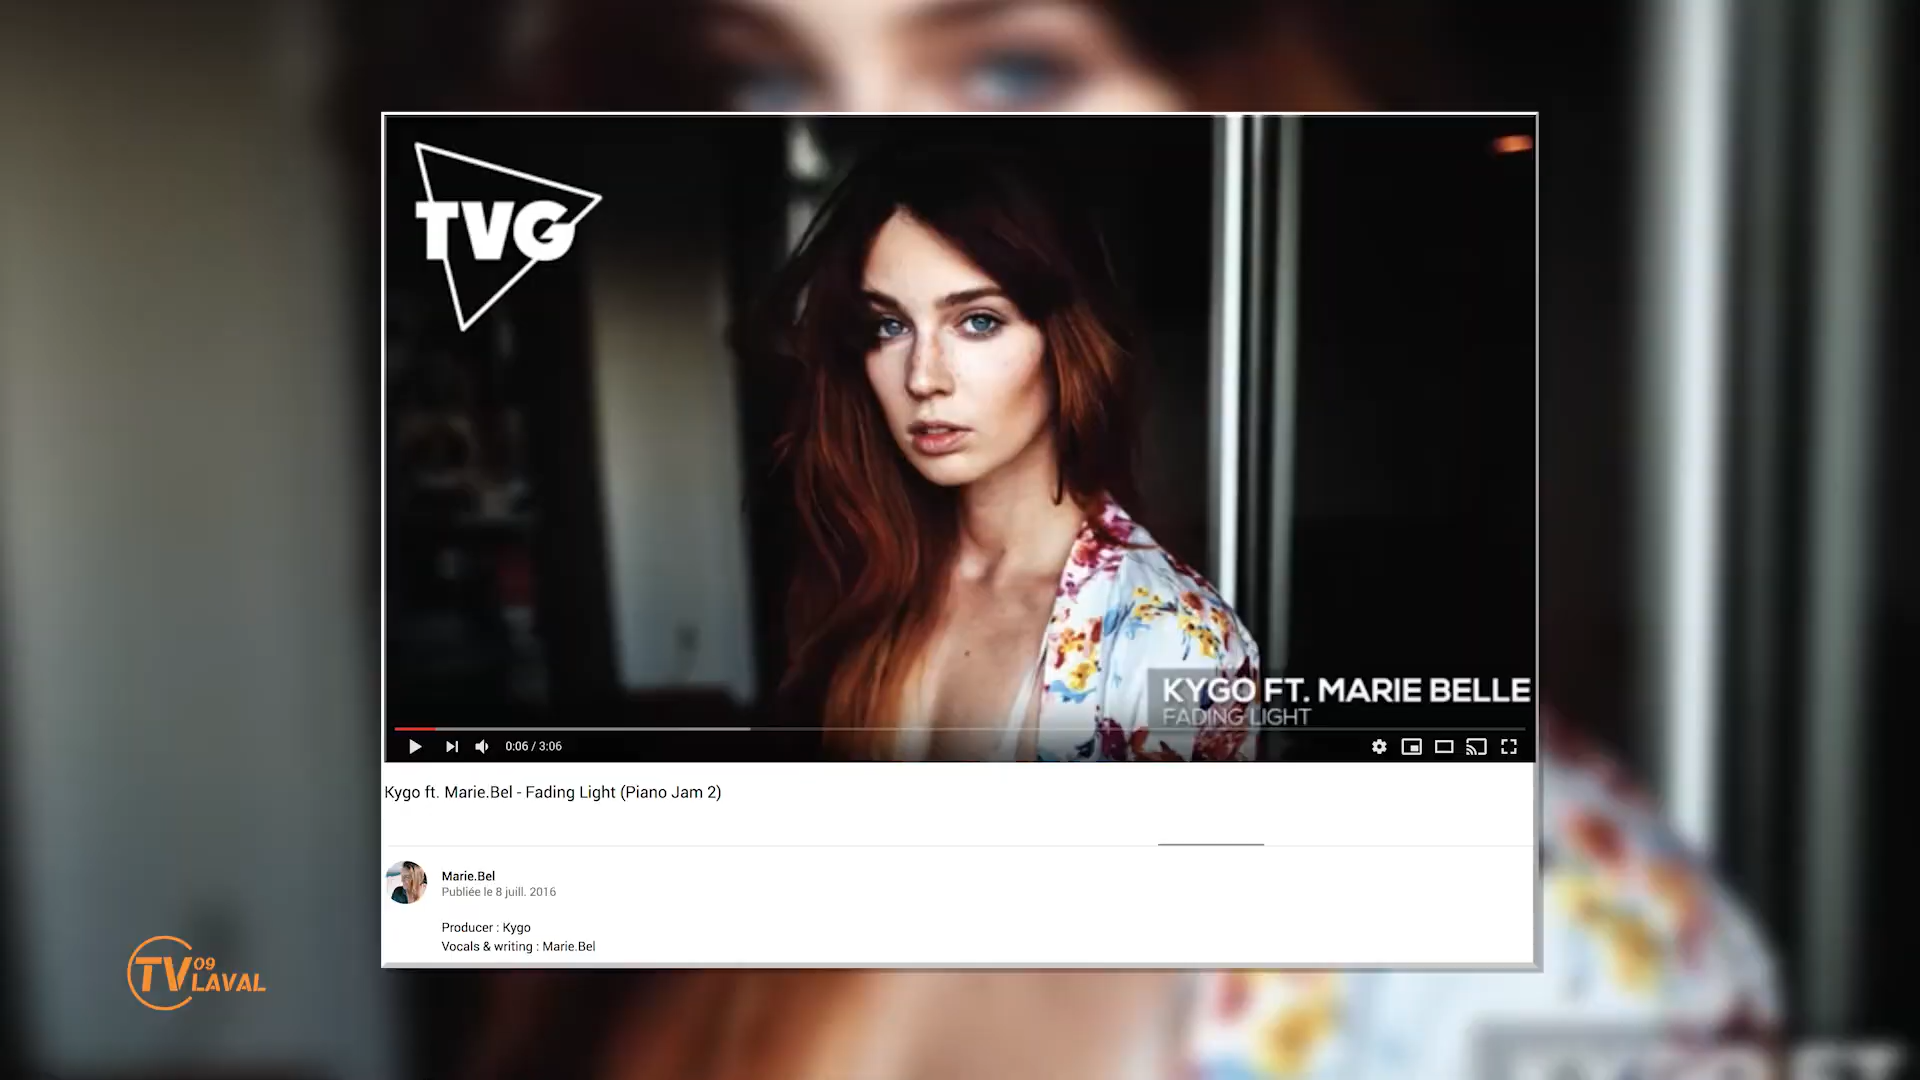 TVG
KYGO FT. MARIE BELLE
FADING LIGHT
0:06 / 3:06
Kygo ft. Marie.Bel - Fading Light (Piano Jam 2)
Marie.Bel
Publiée le 8 juill. 2016
Producer : Kygo
Vocals & writing : Marie.Bel
TV 09
LAVAL